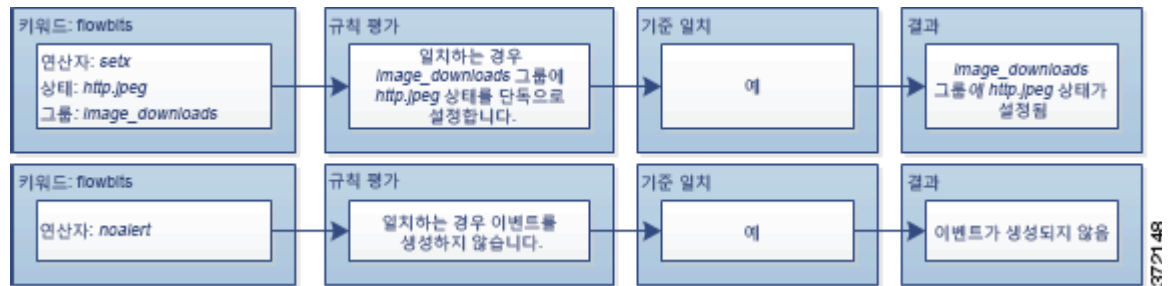 키워드: flowbits
연산자: setx
상태: http.jpeg
그룹: image_downloads
규칙 평가
일치하는 경우
image_downloads 그룹에
http.jpeg 상태를 단독으로
설정합니다.
기준 일치
예
결과
image_downloads
그룹에 http.jpeg 상태가
설정됨
키워드: flowbits
연산자: noalert
규칙 평가
일치하는 경우 이벤트를
생성하지 않습니다.
기준 일치
예
결과
이벤트가 생성되지 않음
372148